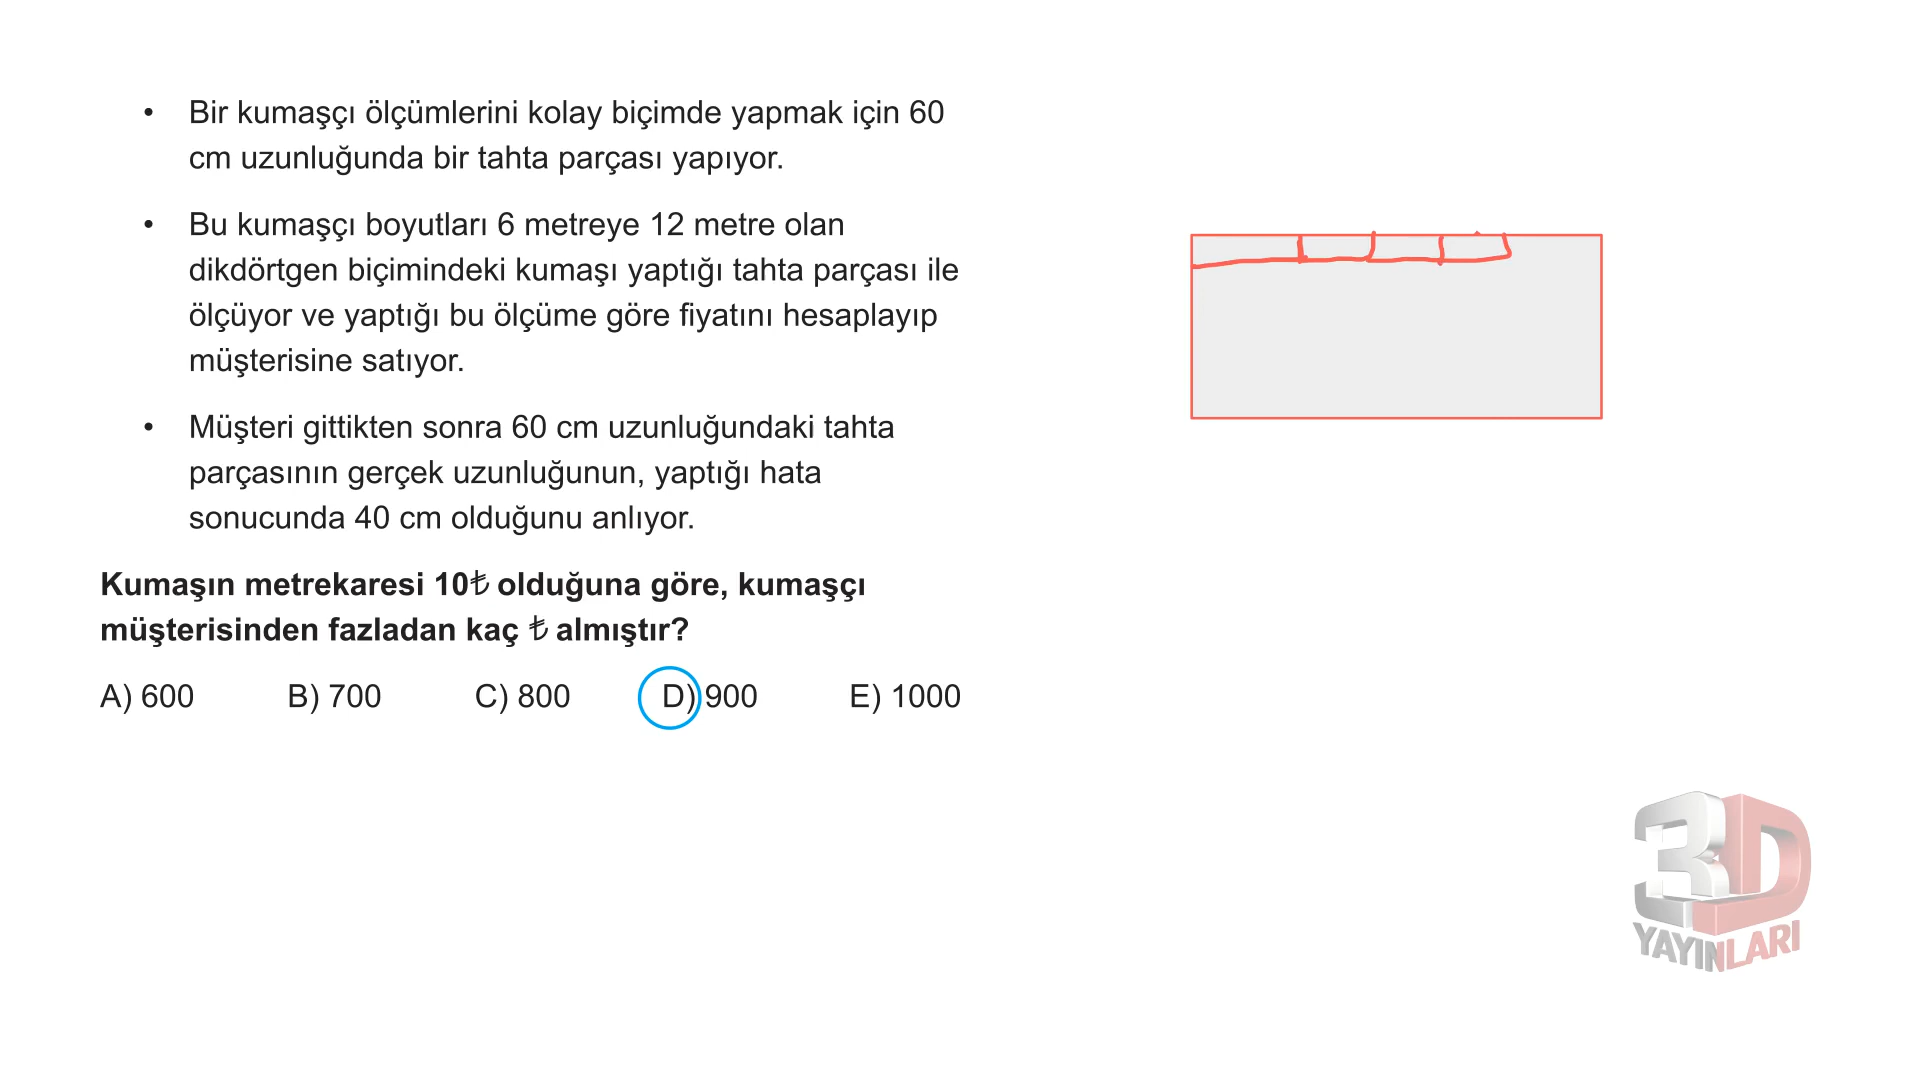 • Bir kumaşçı ölçümlerini kolay biçimde yapmak için 60
cm uzunluğunda bir tahta parçası yapıyor.
• Bu kumaşçı boyutları 6 metreye 12 metre olan
dikdörtgen biçimindeki kumaşı yaptığı tahta parçası ile
ölçüyor ve yaptığı bu ölçüme göre fiyatını hesaplayıp
müşterisine satıyor.
• Müşteri gittikten sonra 60 cm uzunluğundaki tahta
parçasının gerçek uzunluğunun, yaptığı hata
sonucunda 40 cm olduğunu anlıyor.
Kumaşın metrekaresi 10₺ olduğuna göre, kumaşçı
müşterisinden fazladan kaç ₺ almıştır?
A) 600 B) 700 C) 800 D) 900 E) 1000
3D
YAYINLARI